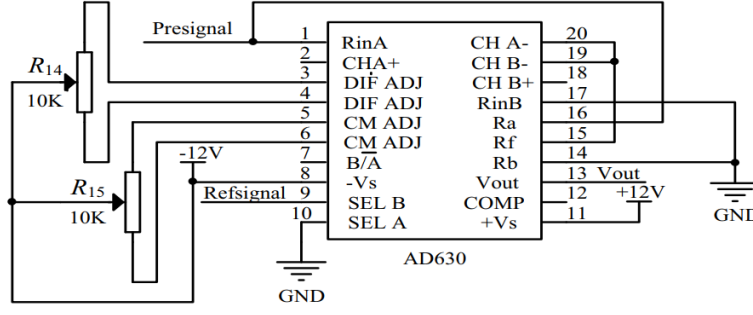 Presignal 1 RinA CH A- 20
2 CHA+ CH B- 19
R14 3 DIF ADJ CH B+ 18
10K 4 DIF ADJ RinB 17
5 CM ADJ Ra 16
6 CM ADJ Rf 15
-12V 7 B/A Rb 14
8 -Vs Vout 13 Vout
R15 Refsignal 9 SEL B COMP 12 +12V
10K 10 SEL A +Vs 11
GND
AD630
GND